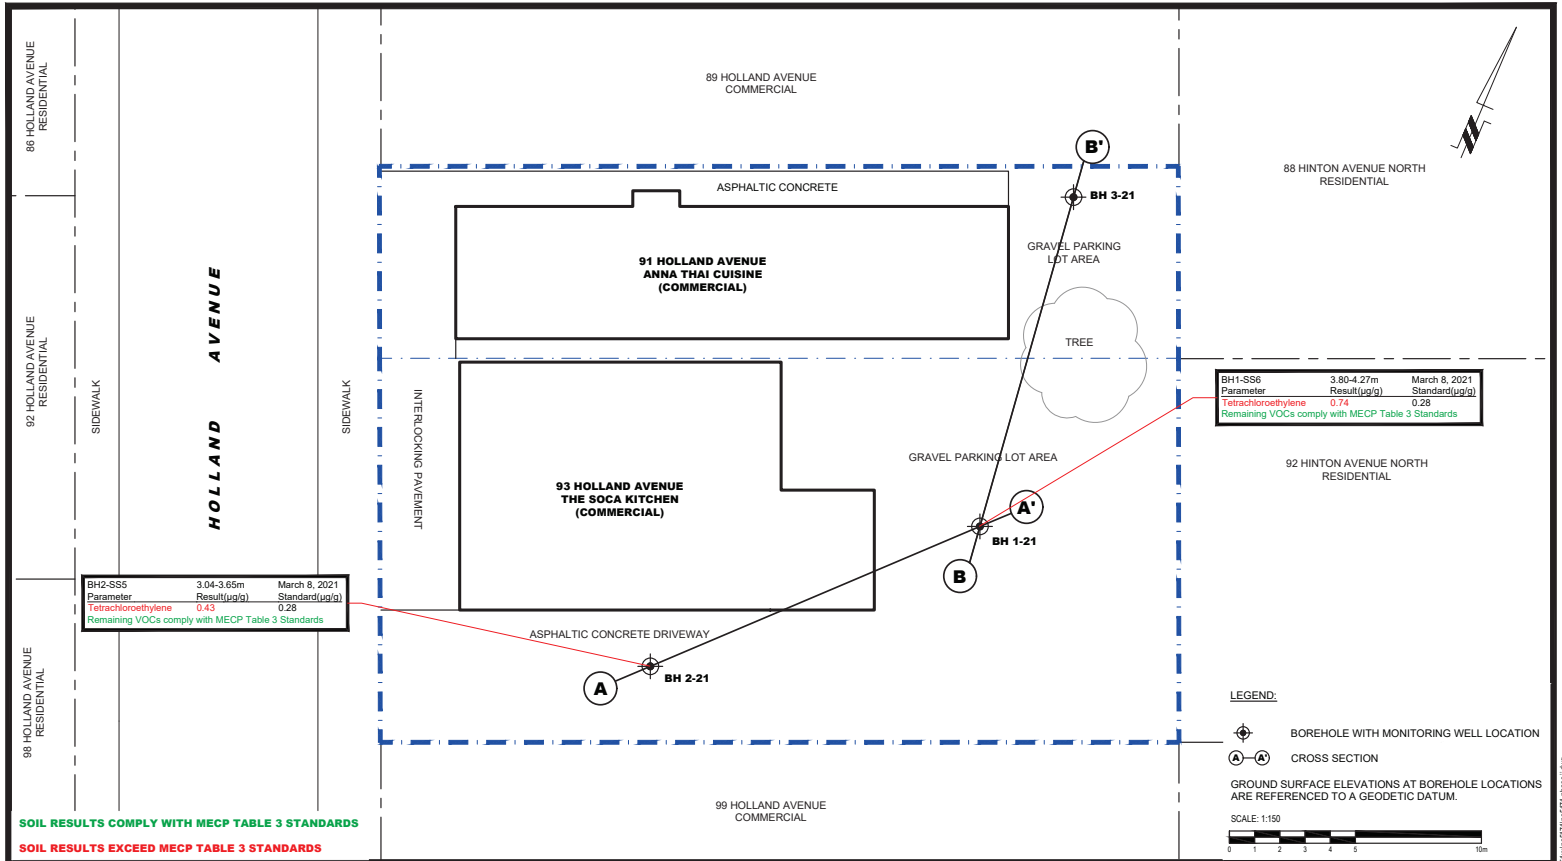 86 HOLLAND AVENUE
RESIDENTIAL
92 HOLLAND AVENUE
RESIDENTIAL
98 HOLLAND AVENUE
RESIDENTIAL
SIDEWALK
HOLLAND AVENUE
SIDEWALK
89 HOLLAND AVENUE
COMMERCIAL
88 HINTON AVENUE NORTH
RESIDENTIAL
B'
BH 3-21
ASPHALTIC CONCRETE
91 HOLLAND AVENUE
ANNA THAI CUISINE
(COMMERCIAL)
GRAVEL PARKING
LOT AREA
TREE
INTERLOCKING PAVEMENT
93 HOLLAND AVENUE
THE SOCA KITCHEN
(COMMERCIAL)
GRAVEL PARKING LOT AREA
A'
BH 1-21
B
BH1-SS6 3.80-4.27m March 8, 2021
Parameter Result(µg/g) Standard(µg/g)
Tetrachloroethylene 0.74 0.28
Remaining VOCs comply with MECP Table 3 Standards
92 HINTON AVENUE NORTH
RESIDENTIAL
BH2-SS5 3.04-3.65m March 8, 2021
Parameter Result(µg/g) Standard(µg/g)
Tetrachloroethylene 0.43 0.28
Remaining VOCs comply with MECP Table 3 Standards
ASPHALTIC CONCRETE DRIVEWAY
A
BH 2-21
99 HOLLAND AVENUE
COMMERCIAL
SOIL RESULTS COMPLY WITH MECP TABLE 3 STANDARDS
SOIL RESULTS EXCEED MECP TABLE 3 STANDARDS
LEGEND:
BOREHOLE WITH MONITORING WELL LOCATION
A A' CROSS SECTION
GROUND SURFACE ELEVATIONS AT BOREHOLE LOCATIONS
ARE REFERENCED TO A GEODETIC DATUM.
SCALE: 1:150
0 1 2 3 4 5 10m